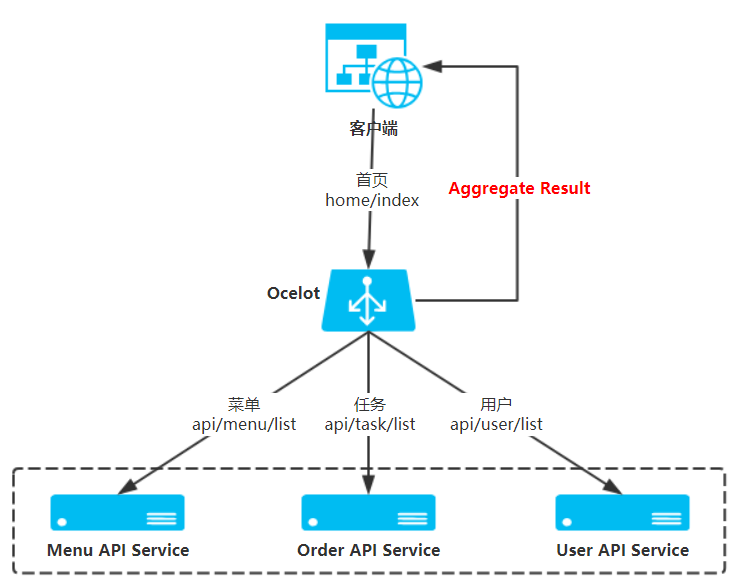 客户端
首页
home/index
Aggregate Result
Ocelot
菜单
api/menu/list
任务
api/task/list
用户
api/user/list
Menu API Service
Order API Service
User API Service